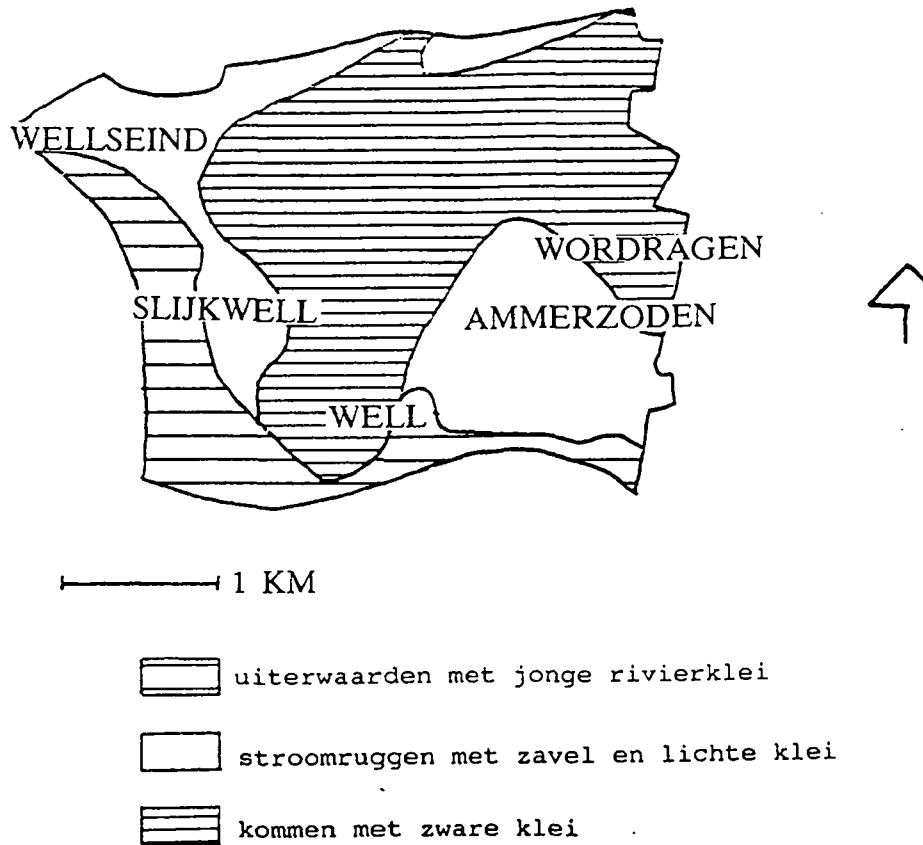 WELLSEIND
WORDRAGEN
SLIJKWELL
AMMERZODEN
WELL
1 KM
uiterwaarden met jonge rivierklei
stroomruggen met zavel en lichte klei
kommen met zware klei